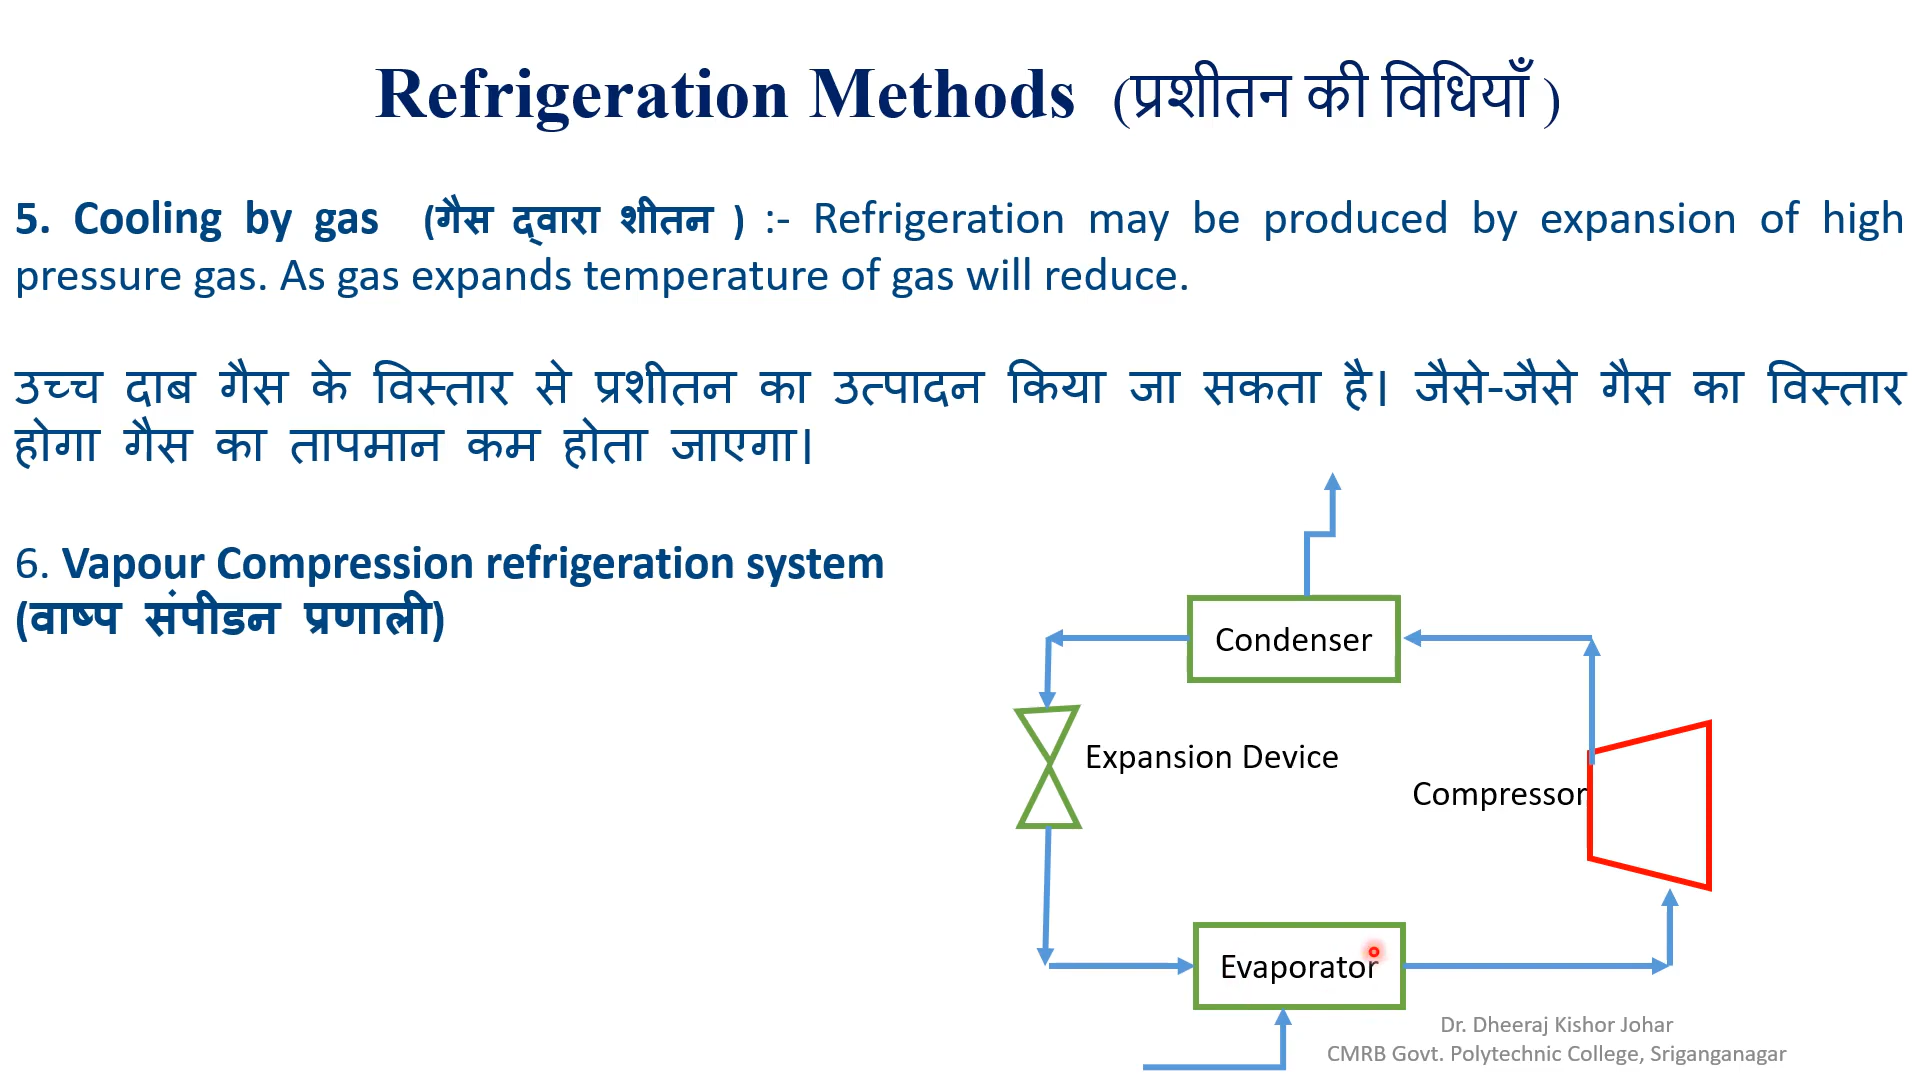 Refrigeration Methods (प्रशीतन की विधियाँ )
5. Cooling by gas (गैस द्वारा शीतन ) :- Refrigeration may be produced by expansion of high
pressure gas. As gas expands temperature of gas will reduce.
उच्च दाब गैस के विस्तार से प्रशीतन का उत्पादन किया जा सकता है। जैसे-जैसे गैस का विस्तार
होगा गैस का तापमान कम होता जाएगा।
6. Vapour Compression refrigeration system
(वाष्प संपीडन प्रणाली)
Condenser
Expansion Device
Compressor
Evaporator
Dr. Dheeraj Kishor Johar
CMRB Govt. Polytechnic College, Sriganganagar